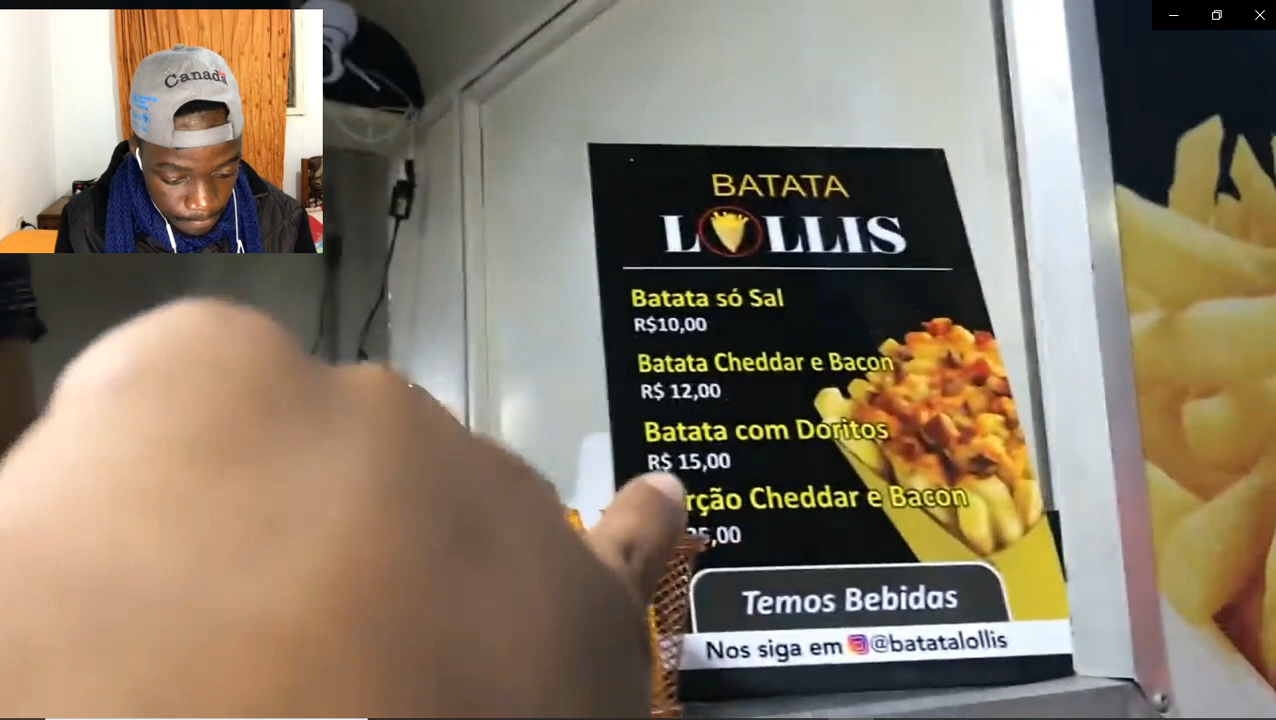 Canada
BATATA
LOLLIS
Batata só Sal
R$10,00
Batata Cheddar e Bacon
R$ 12,00
Batata com Doritos
R$ 15,00
Cheddar e Bacon
Temos Bebidas
Nos siga em @batatalollis